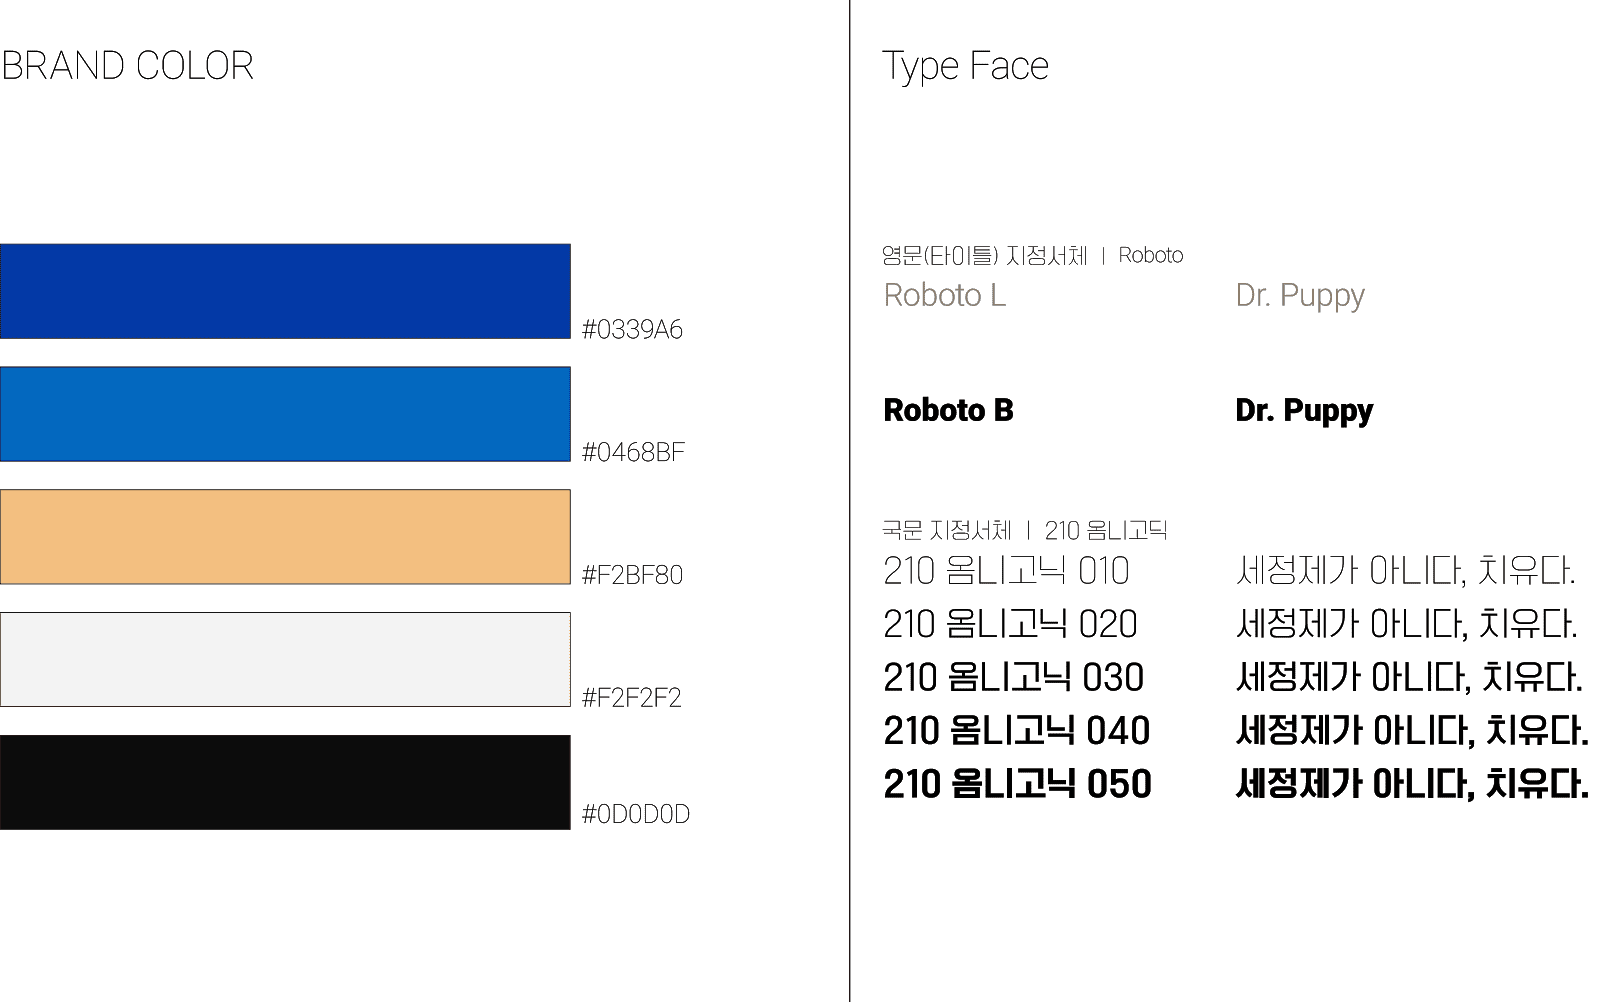 BRAND COLOR
#0339A6
#0468BF
#F2BF80
#F2F2F2
#0D0D0D
Type Face
영문(타이틀) 지정서체 | Roboto
Roboto L Dr. Puppy
Roboto B Dr. Puppy
국문 지정서체 | 210 옴니고딕
210 옴니고닉 010 세정제가 아니다, 치유다.
210 옴니고닉 020 세정제가 아니다, 치유다.
210 옴니고닉 030 세정제가 아니다, 치유다.
210 옴니고닉 040 세정제가 아니다, 치유다.
210 옴니고닉 050 세정제가 아니다, 치유다.